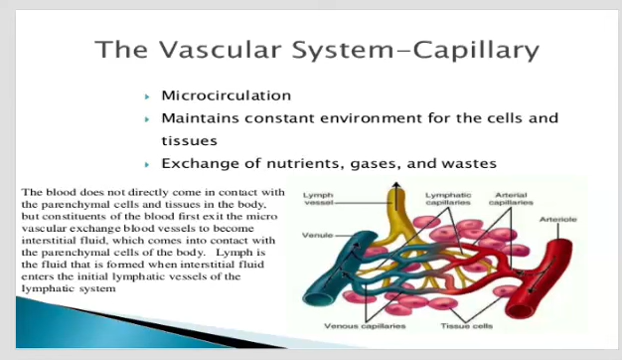 The Vascular System–Capillary
Microcirculation
Maintains constant environment for the cells and
tissues
Exchange of nutrients, gases, and wastes
The blood does not directly come in contact with
the parenchymal cells and tissues in the body,
but constituents of the blood first exit the micro
vascular exchange blood vessels to become
interstitial fluid, which comes into contact with
the parenchymal cells of the body. Lymph is
the fluid that is formed when interstitial fluid
enters the initial lymphatic vessels of the
lymphatic system
Lymph
vessel
Lymphatic
capillaries
Arterial
capillaries
Arteriole
Venule
Venous capillaries
Tissue cells